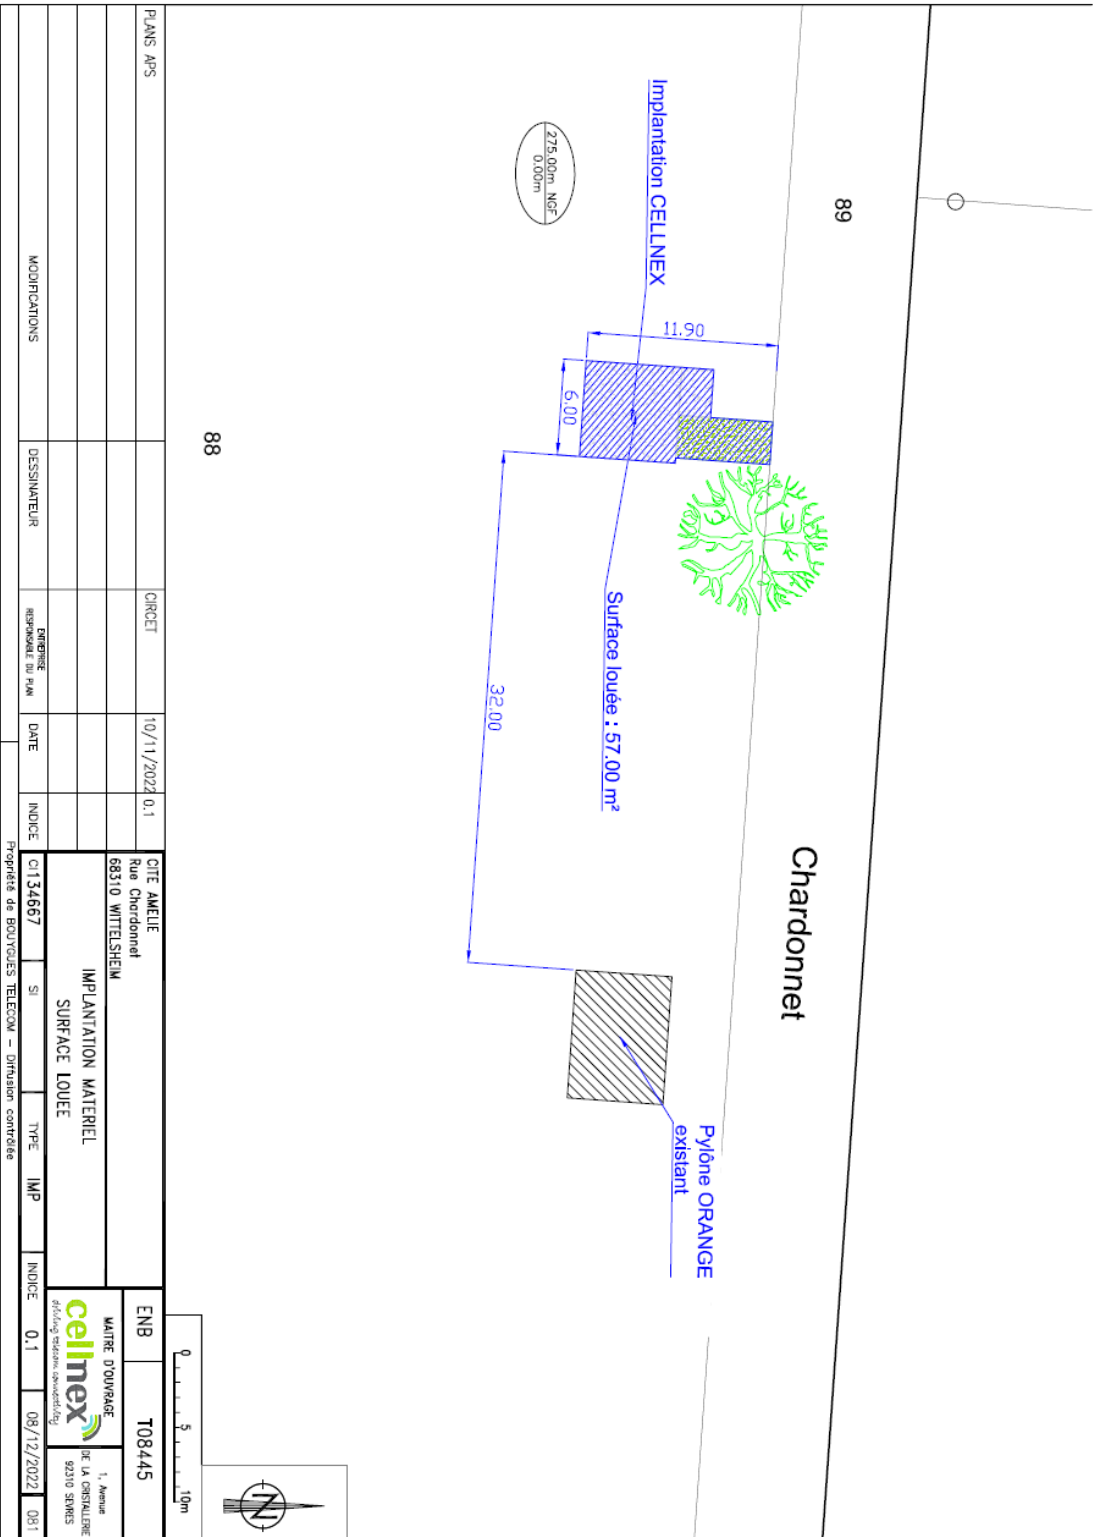 89
Implantation CELLNEX
275.00m NGF
0.00m
11.90
6.00
88
Surface louée : 57.00 m²
32.00
Chardonnet
Pylône ORANGE
existant
PLANS APS
CIRCET
10/11/2022
0.1
MODIFICATIONS
DESSINATEUR
ENTREPRISE
RESPONSABLE DU PLAN
DATE
INDICE
CITE AMELIE
Rue Chardonnet
68310 WITTELSHEIM
IMPLANTATION MATERIEL
SURFACE LOUEE
CI134667
SI
TYPE
IMP
INDICE
0.1
08/12/2022
081
ENB
T08445
MAITRE D'OUVRAGE
cellnex
driving telecom connectivity
1, Avenue
DE LA CRISTALLERIE
92310 SEVRES
0
5
10m
N
Propriété de BOUYGUES TELECOM – Diffusion contrôlée